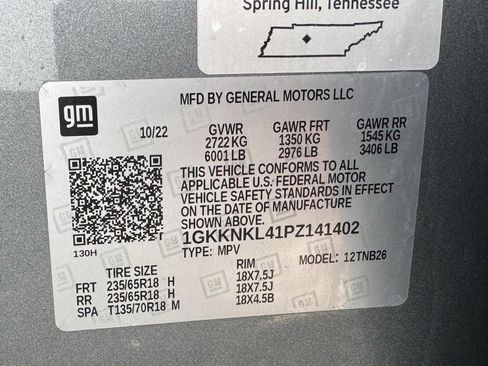 Spring Hill, Tennessee
gm
MFD BY GENERAL MOTORS LLC
10/22 GVWR GAWR FRT GAWR RR
2722 KG 1350 KG 1545 KG
6001 LB 2976 LB 3406 LB
THIS VEHICLE CONFORMS TO ALL
APPLICABLE U.S. FEDERAL MOTOR
VEHICLE SAFETY STANDARDS IN EFFECT
ON THE DATE OF MANUFACTURE
SHOWN ABOVE.
1GKKNKL41PZ141402
130H TYPE: MPV MODEL: 12TNB26
TIRE SIZE RIM
FRT 235/65R18 H 18X7.5J
RR 235/65R18 H 18X7.5J
SPA T135/70R18 M 18X4.5B